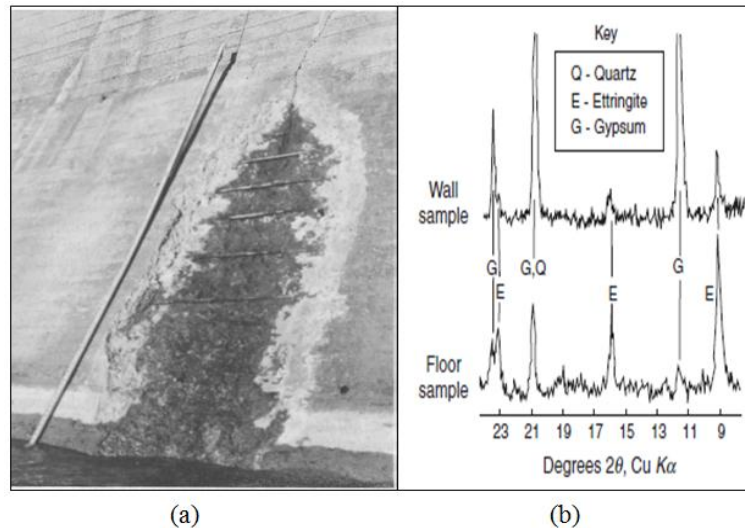 Key
Q - Quartz
E - Ettringite
G - Gypsum
Wall
sample
G
E
G,Q
E
G
E
Floor
sample
23 21 19 17 15 13 11 9
Degrees 2θ, Cu Kα
(a) (b)